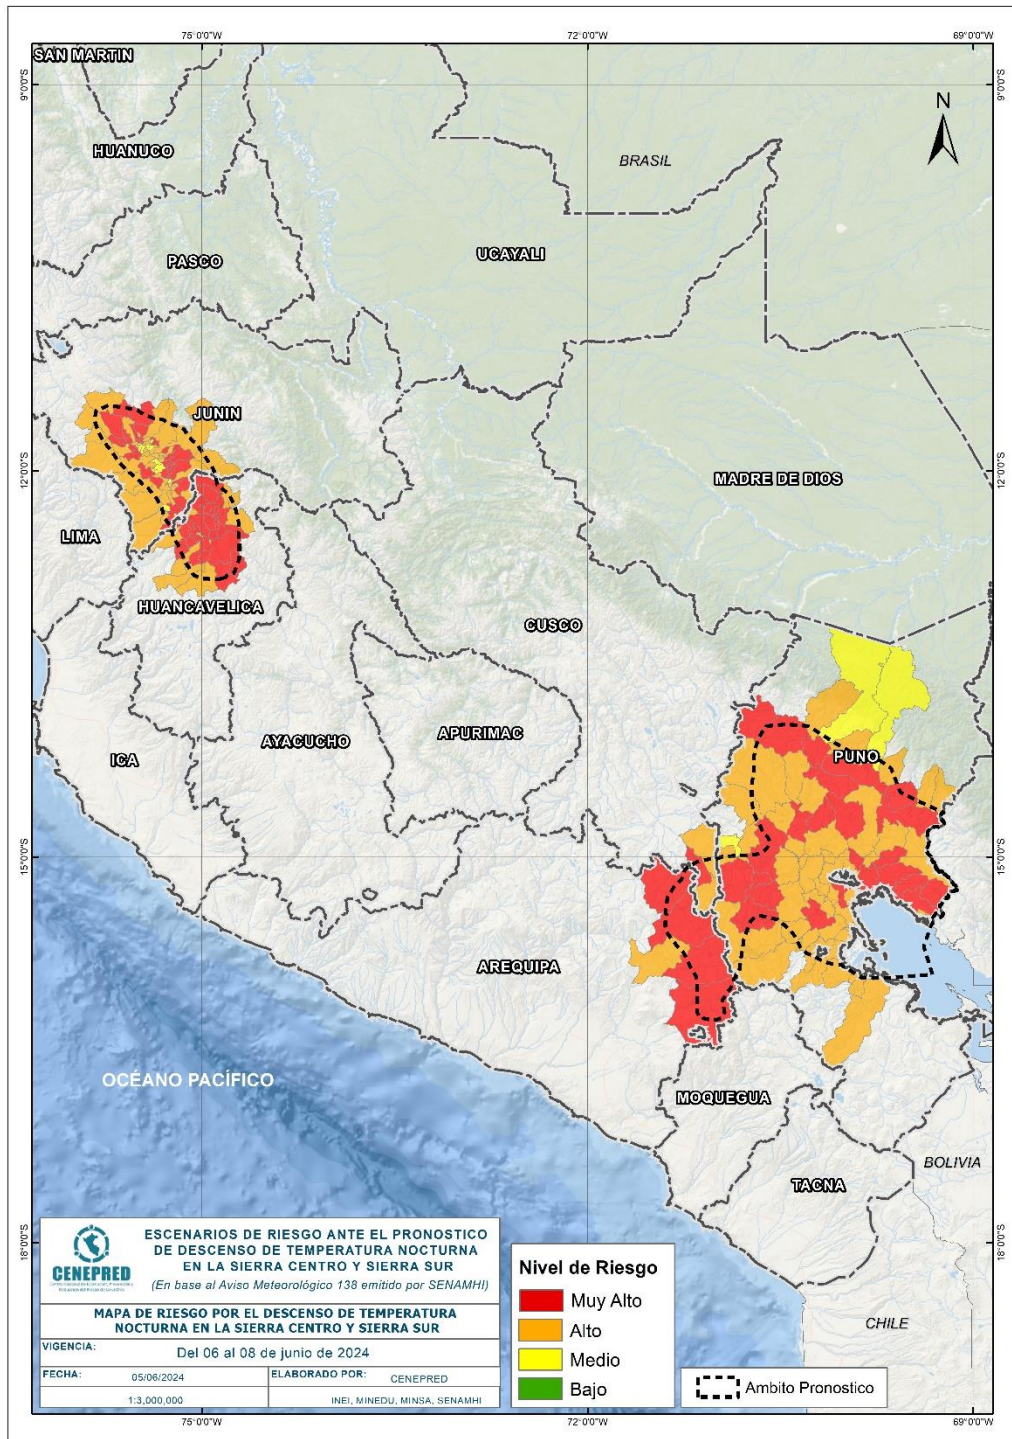 75°0'0"W 72°0'0"W 69°0'0"W
SAN MARTIN
9°0'0"S 9°0'0"S
N
HUANUCO
BRASIL
PASCO
UCAYALI
JUNIN
12°0'0"S 12°0'0"S
MADRE DE DIOS
LIMA
HUANCAVELICA
CUSCO
AYACUCHO
APURIMAC
ICA
PUNO
15°0'0"S 15°0'0"S
AREQUIPA
OCÉANO PACÍFICO
MOQUEGUA
BOLIVIA
TACNA
18°0'0"S 18°0'0"S
CHILE
CENEPRED
ESCENARIOS DE RIESGO ANTE EL PRONOSTICO
DE DESCENSO DE TEMPERATURA NOCTURNA
EN LA SIERRA CENTRO Y SIERRA SUR
(En base al Aviso Meteorológico 138 emitido por SENAMHI)
MAPA DE RIESGO POR EL DESCENSO DE TEMPERATURA
NOCTURNA EN LA SIERRA CENTRO Y SIERRA SUR
VIGENCIA: Del 06 al 08 de junio de 2024
FECHA: 05/06/2024 ELABORADO POR: CENEPRED
1:3,000,000 INEI, MINEDU, MINSA, SENAMHI
Nivel de Riesgo
Muy Alto
Alto
Medio
Bajo
Ambito Pronostico
75°0'0"W 72°0'0"W 69°0'0"W